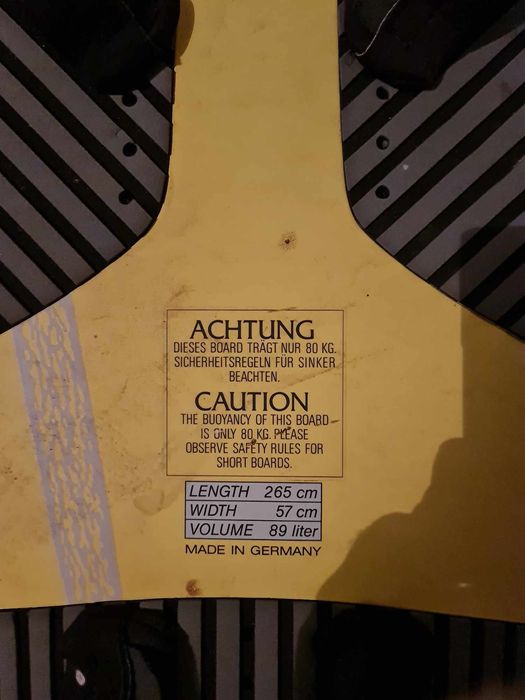 ACHTUNG
DIESES BOARD TRÄGT NUR 80 KG.
SICHERHEITSREGELN FÜR SINKER
BEACHTEN.
CAUTION
THE BUOYANCY OF THIS BOARD
IS ONLY 80 KG. PLEASE
OBSERVE SAFETY RULES FOR
SHORT BOARDS.
LENGTH 265 cm
WIDTH 57 cm
VOLUME 89 liter
MADE IN GERMANY